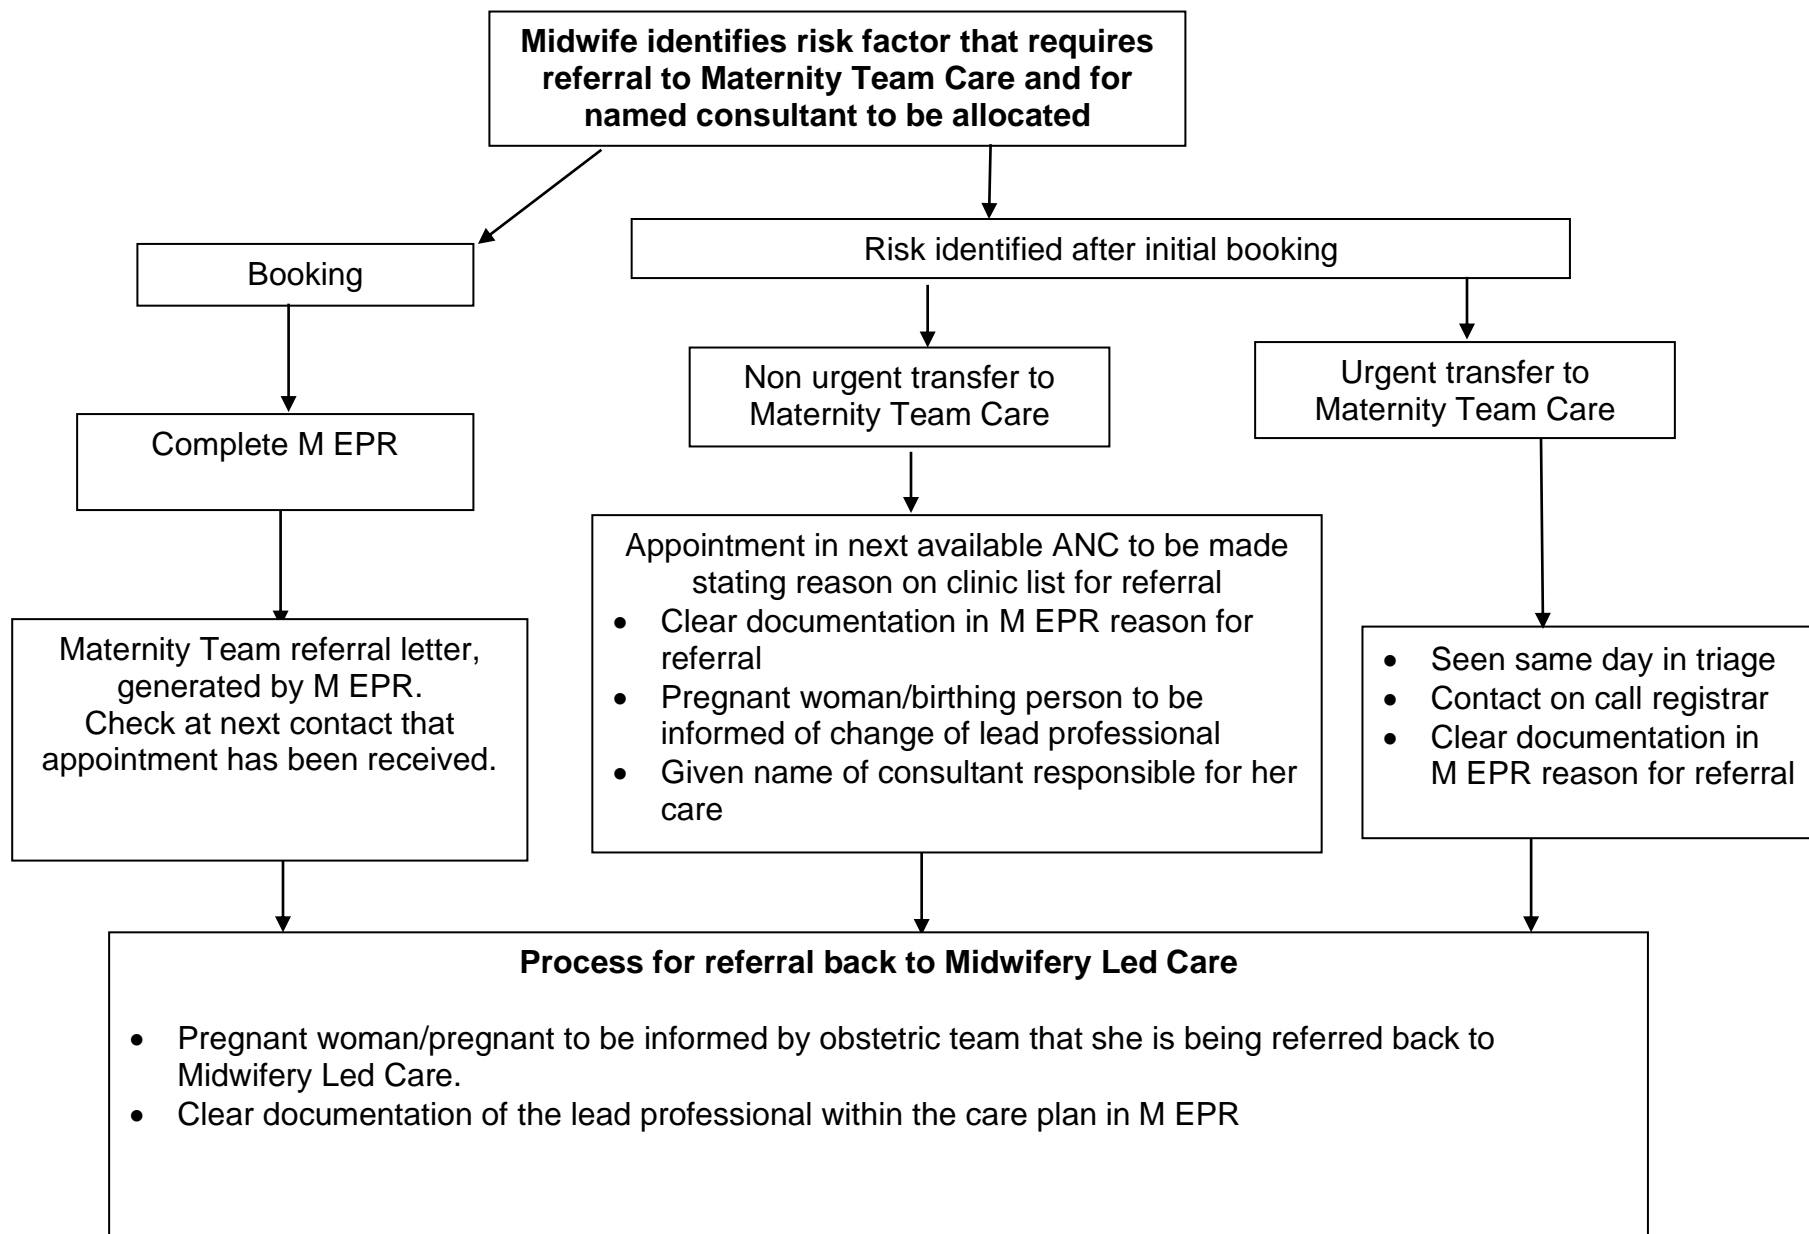 Midwife identifies risk factor that requires
referral to Maternity Team Care and for
named consultant to be allocated
Booking
Risk identified after initial booking
Complete M EPR
Non urgent transfer to
Maternity Team Care
Urgent transfer to
Maternity Team Care
Maternity Team referral letter,
generated by M EPR.
Check at next contact that
appointment has been received.
Appointment in next available ANC to be made
stating reason on clinic list for referral
• Clear documentation in M EPR reason for
referral
• Pregnant woman/birthing person to be
informed of change of lead professional
• Given name of consultant responsible for her
care
• Seen same day in triage
• Contact on call registrar
• Clear documentation in
M EPR reason for referral
Process for referral back to Midwifery Led Care
• Pregnant woman/pregnant to be informed by obstetric team that she is being referred back to
Midwifery Led Care.
• Clear documentation of the lead professional within the care plan in M EPR